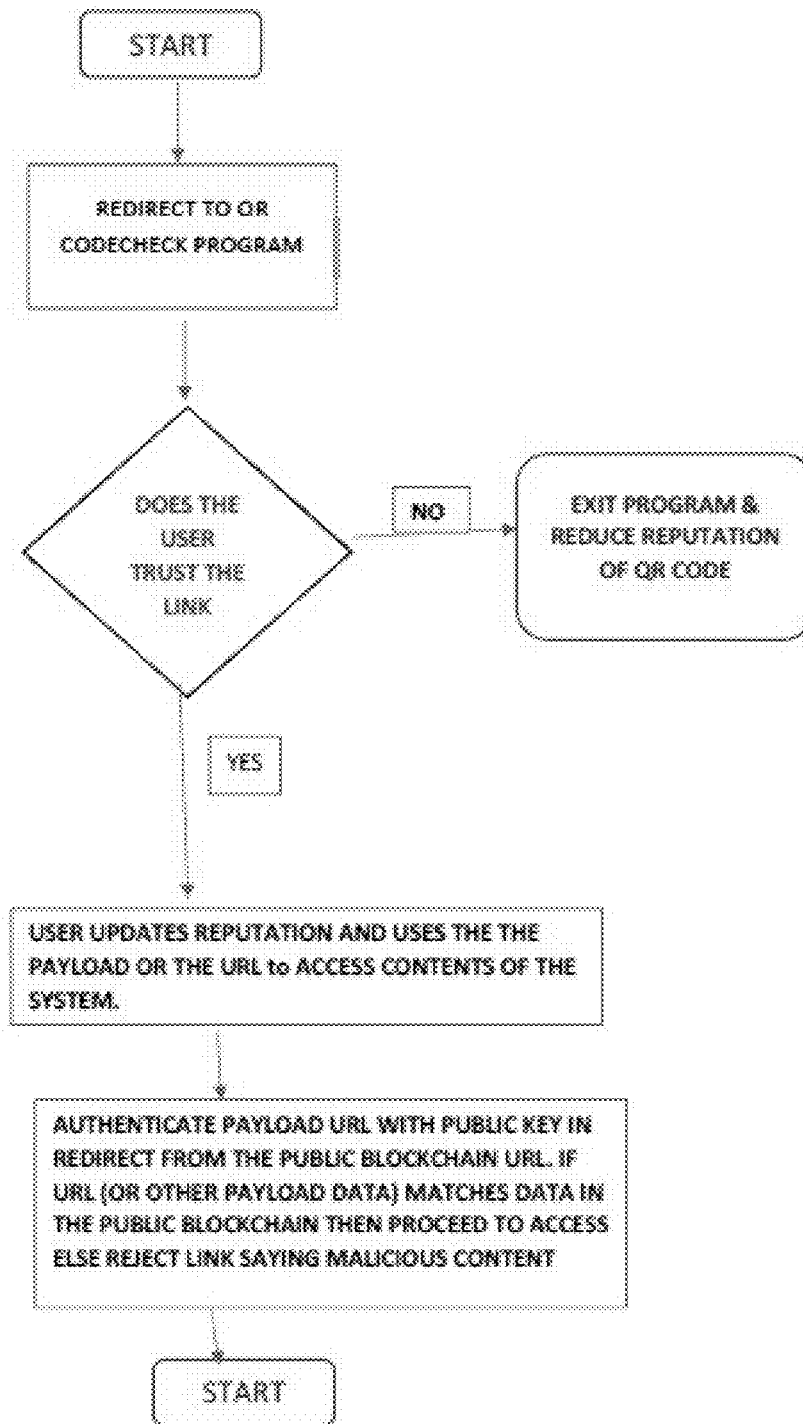 START
REDIRECT TO QR
CODECHECK PROGRAM
DOES THE
USER
TRUST THE
LINK
NO
EXIT PROGRAM &
REDUCE REPUTATION
OF QR CODE
YES
USER UPDATES REPUTATION AND USES THE THE
PAYLOAD OR THE URL to ACCESS CONTENTS OF THE
SYSTEM.
AUTHENTICATE PAYLOAD URL WITH PUBLIC KEY IN
REDIRECT FROM THE PUBLIC BLOCKCHAIN URL. IF
URL (OR OTHER PAYLOAD DATA) MATCHES DATA IN
THE PUBLIC BLOCKCHAIN THEN PROCEED TO ACCESS
ELSE REJECT LINK SAYING MALICIOUS CONTENT
START